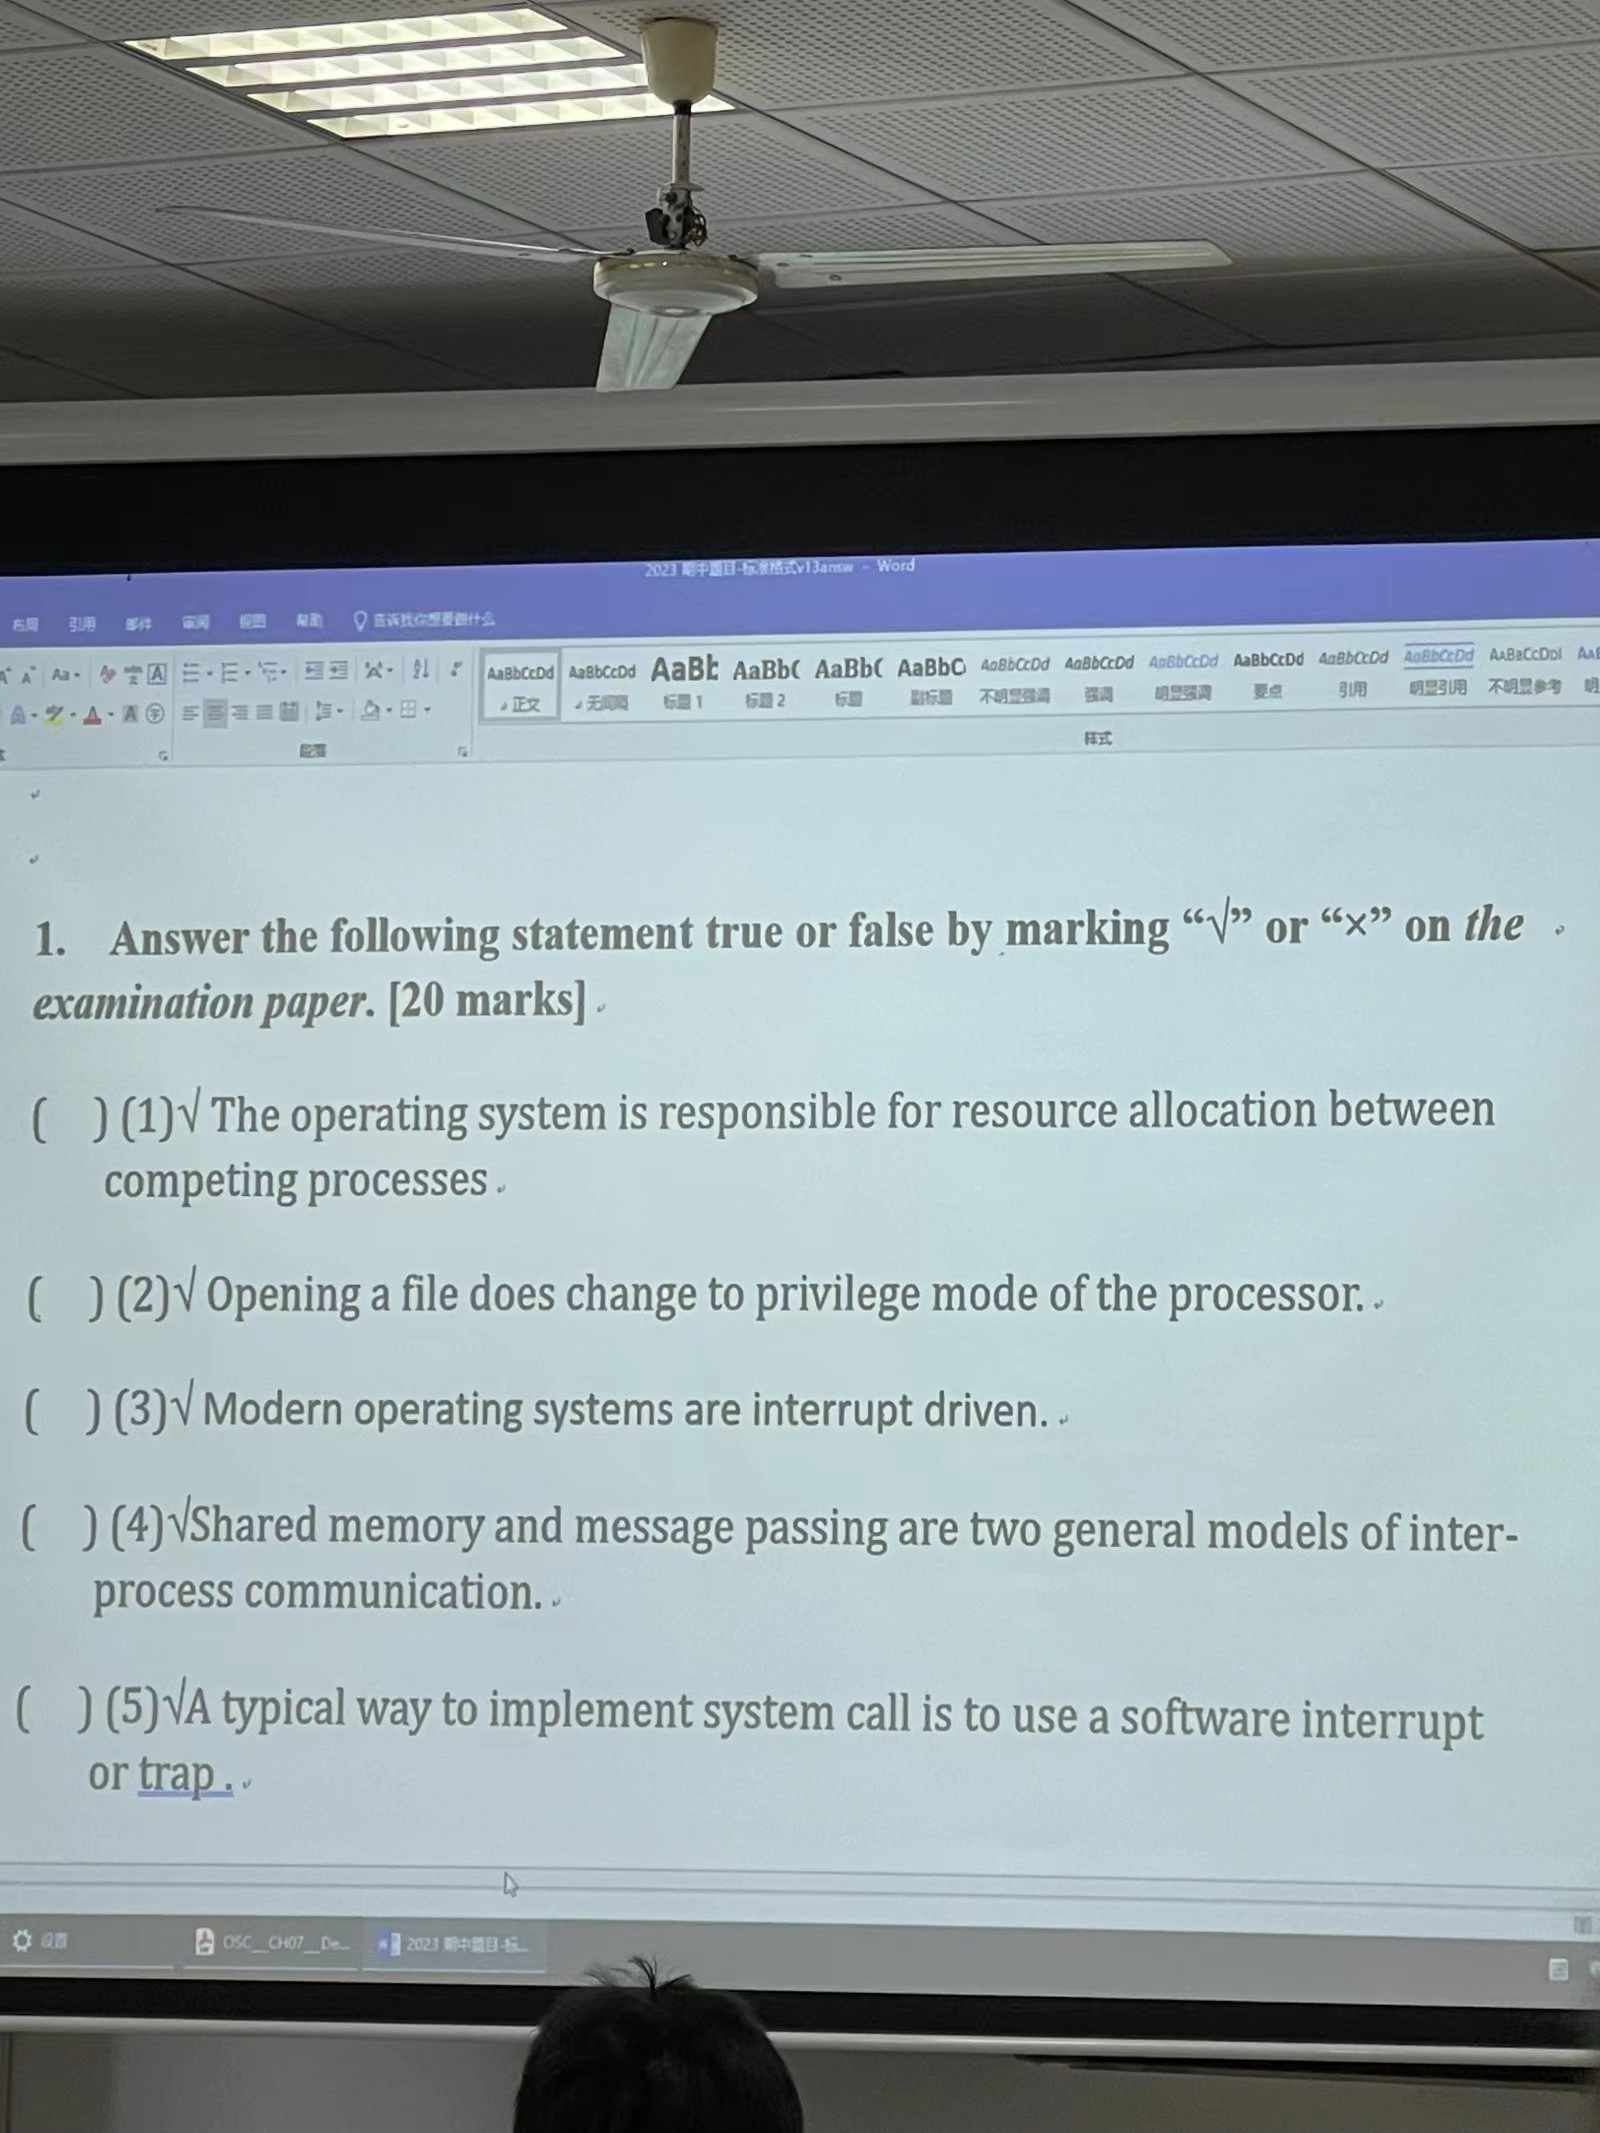 2023 期中题目-标准格式v13answ - Word
布局 引用 邮件 审阅 视图 帮助 告诉我你想要做什么
Aa
AaBbCcDd AaBbCcDd AaBb AaBb( AaBb( AaBbC AaBbCcDd AaBbCcDd AaBbCcDd AaBbCcDd AaBbCcDd AaBbCcDd AaBbCcDd
正文 无间隔 标题 1 标题 2 标题 副标题 不明显强调 强调 明显强调 要点 引用 明显引用 不明显参考 明
段落 样式
1. Answer the following statement true or false by marking “√” or “×” on the
examination paper. [20 marks]
( ) (1)√ The operating system is responsible for resource allocation between
competing processes
( ) (2)√ Opening a file does change to privilege mode of the processor.
( ) (3)√ Modern operating systems are interrupt driven.
( ) (4)√Shared memory and message passing are two general models of inter-
process communication.
( ) (5)√A typical way to implement system call is to use a software interrupt
or trap .
设置 OSC__CH07__De... 2023 期中题目-标...